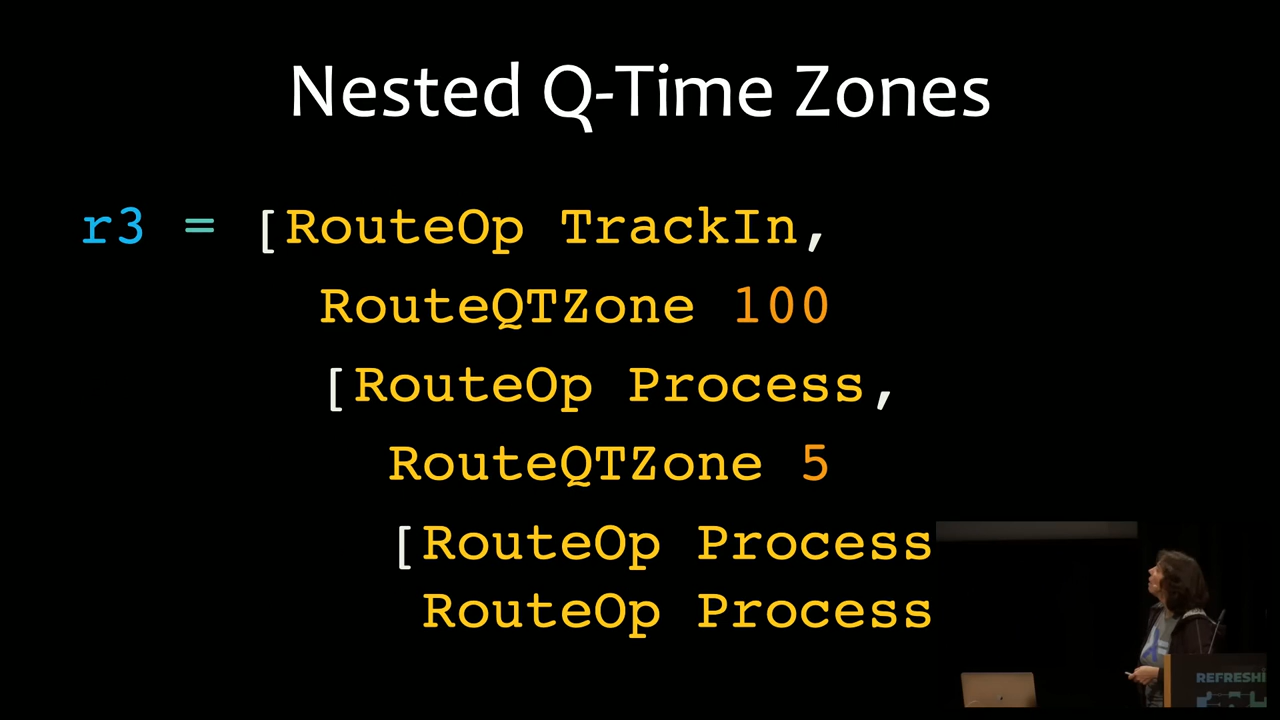 Nested Q-Time Zones
r3 = [RouteOp TrackIn,
RouteQTZone 100
[RouteOp Process,
RouteQTZone 5
[RouteOp Process
RouteOp Process